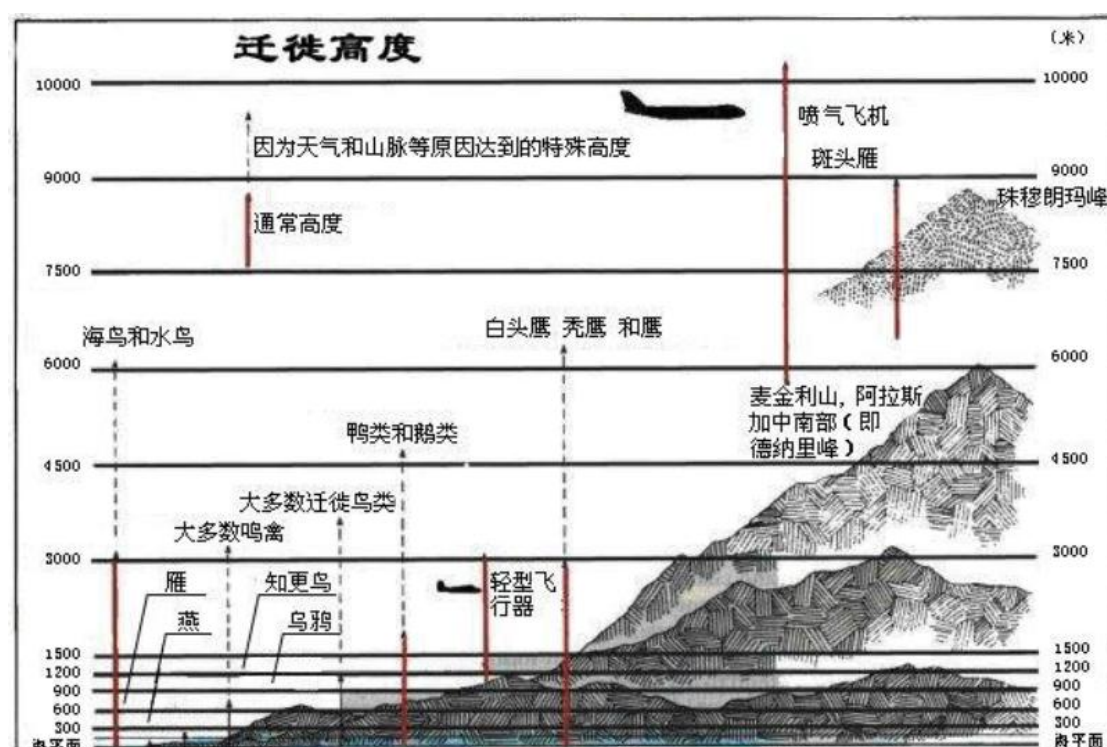 迁徙高度
（米）
10000
10000
喷气飞机
因为天气和山脉等原因达到的特殊高度
斑头雁
9000
9000
珠穆朗玛峰
通常高度
7500
7500
海鸟和水鸟
白头鹰 秃鹰 和鹰
6000
6000
麦金利山，阿拉斯
加中南部（即
德纳里峰）
鸭类和鹅类
4500
4500
大多数迁徙鸟类
大多数鸣禽
3000
3000
雁
知更鸟
轻型飞
行器
燕
乌鸦
1500
1500
1200
1200
900
900
600
600
300
300
海平面
海平面